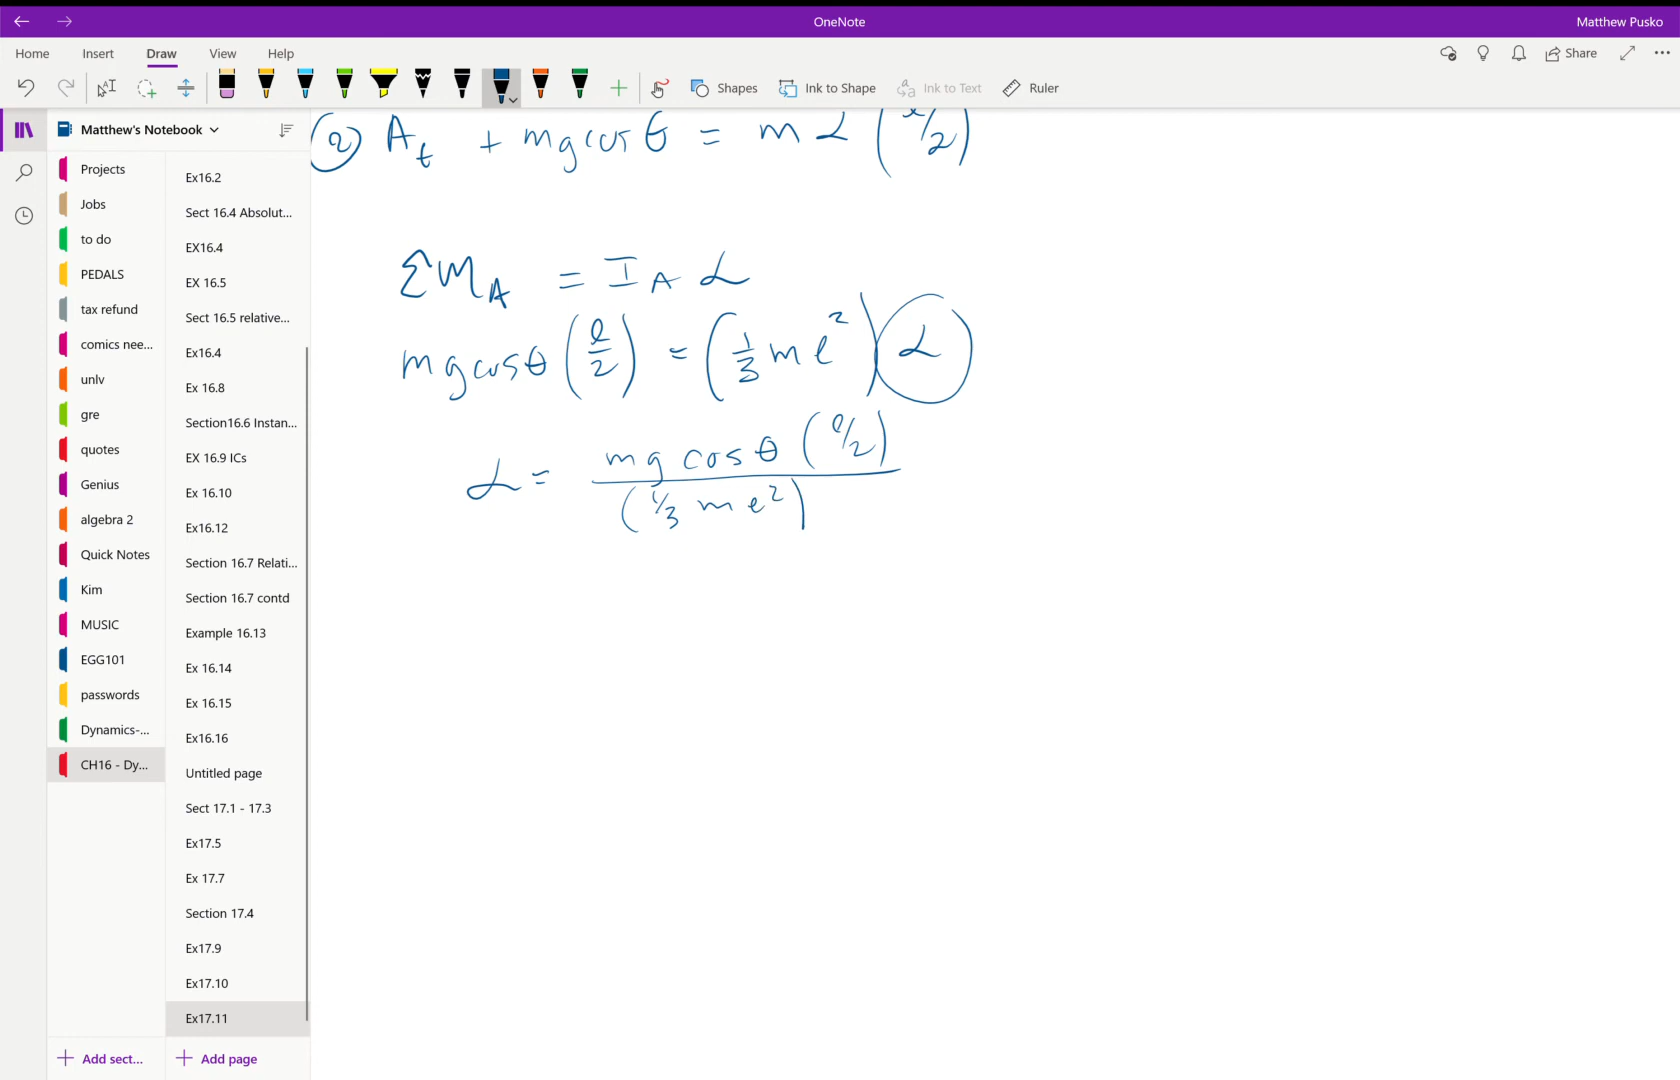 OneNote
Matthew Pusko
Home Insert Draw View Help
Share
Shapes Ink to Shape Ink to Text Ruler
Matthew's Notebook
Projects
Jobs
to do
PEDALS
tax refund
comics nee...
unlv
gre
quotes
Genius
algebra 2
Quick Notes
Kim
MUSIC
EGG101
passwords
Dynamics-...
CH16 - Dy...
Add sect...
Ex16.2
Sect 16.4 Absolut...
EX16.4
EX 16.5
Sect 16.5 relative...
Ex16.4
Ex 16.8
Section16.6 Instan...
EX 16.9 ICs
Ex 16.10
Ex16.12
Section 16.7 Relati...
Section 16.7 contd
Example 16.13
Ex 16.14
Ex 16.15
Ex16.16
Untitled page
Sect 17.1 - 17.3
Ex17.5
Ex 17.7
Section 17.4
Ex17.9
Ex17.10
Ex17.11
Add page
(2) A_t + mg cos θ = m α (l/2)
ΣM_A = I_A α
mg cos θ (l/2) = (1/3 m l²) α
α = mg cos θ (l/2) / (1/3 m l²)